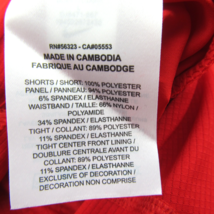 RN#56323 - CA#05553
MADE IN CAMBODIA
FABRIQUE AU CAMBODGE
SHORTS / SHORT: 100% POLYESTER
PANEL / PANNEAU: 94% POLYESTER
6% SPANDEX / ELASTHANNE
WAISTBAND / TAILLE: 66% NYLON /
POLYAMIDE
34% SPANDEX / ELASTHANNE
TIGHT / COLLANT: 89% POLYESTER
11% SPANDEX / ELASTHANNE
TIGHT CENTER FRONT LINING /
DOUBLURE CENTRALE AVANT DU
COLLANT: 89% POLYESTER
11% SPANDEX / ELASTHANNE
EXCLUSIVE OF DECORATION /
DECORATION NON COMPRISE